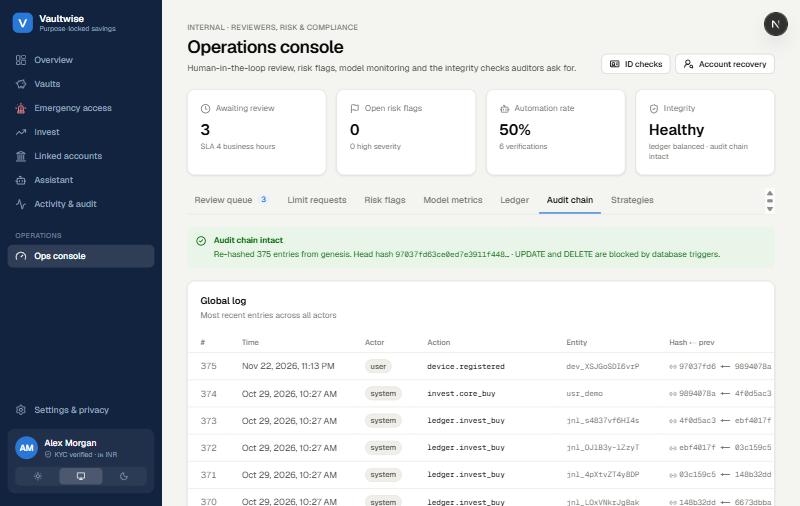 Vaultwise
Purpose-locked savings
Overview
Vaults
Emergency access
Invest
Linked accounts
Assistant
Activity & audit
OPERATIONS
Ops console
Settings & privacy
AM
Alex Morgan
KYC verified · IN INR
INTERNAL · REVIEWERS, RISK & COMPLIANCE
Operations console
Human-in-the-loop review, risk flags, model monitoring and the integrity checks auditors ask for.
ID checks
Account recovery
N
Awaiting review
3
SLA 4 business hours
Open risk flags
0
0 high severity
Automation rate
50%
6 verifications
Integrity
Healthy
ledger balanced · audit chain
intact
Review queue 3 Limit requests Risk flags Model metrics Ledger Audit chain Strategies
Audit chain intact
Re-hashed 375 entries from genesis. Head hash 97037fd63ce0ed7e3911f448… · UPDATE and DELETE are blocked by database triggers.
Global log
Most recent entries across all actors
# Time Actor Action Entity Hash ← prev
375 Nov 22, 2026, 11:13 PM user device.registered dev_XSJGoSDI6vrP 97037fd6 ← 9894078a
374 Oct 29, 2026, 10:27 AM system invest.core_buy usr_demo 9894078a ← 4f0d5ac3
373 Oct 29, 2026, 10:27 AM system ledger.invest_buy jnl_s4837vf6HI4s 4f0d5ac3 ← ebf4017f
372 Oct 29, 2026, 10:27 AM system ledger.invest_buy jnl_OJ183y-lZzyT ebf4017f ← 03c159c5
371 Oct 29, 2026, 10:27 AM system ledger.invest_buy jnl_4pXtvZT4y8DP 03c159c5 ← 148b32dd
370 Oct 29, 2026, 10:27 AM system ledger.invest_buy jnl_LOxVNkrJgBak 148b32dd ← 6673dbba